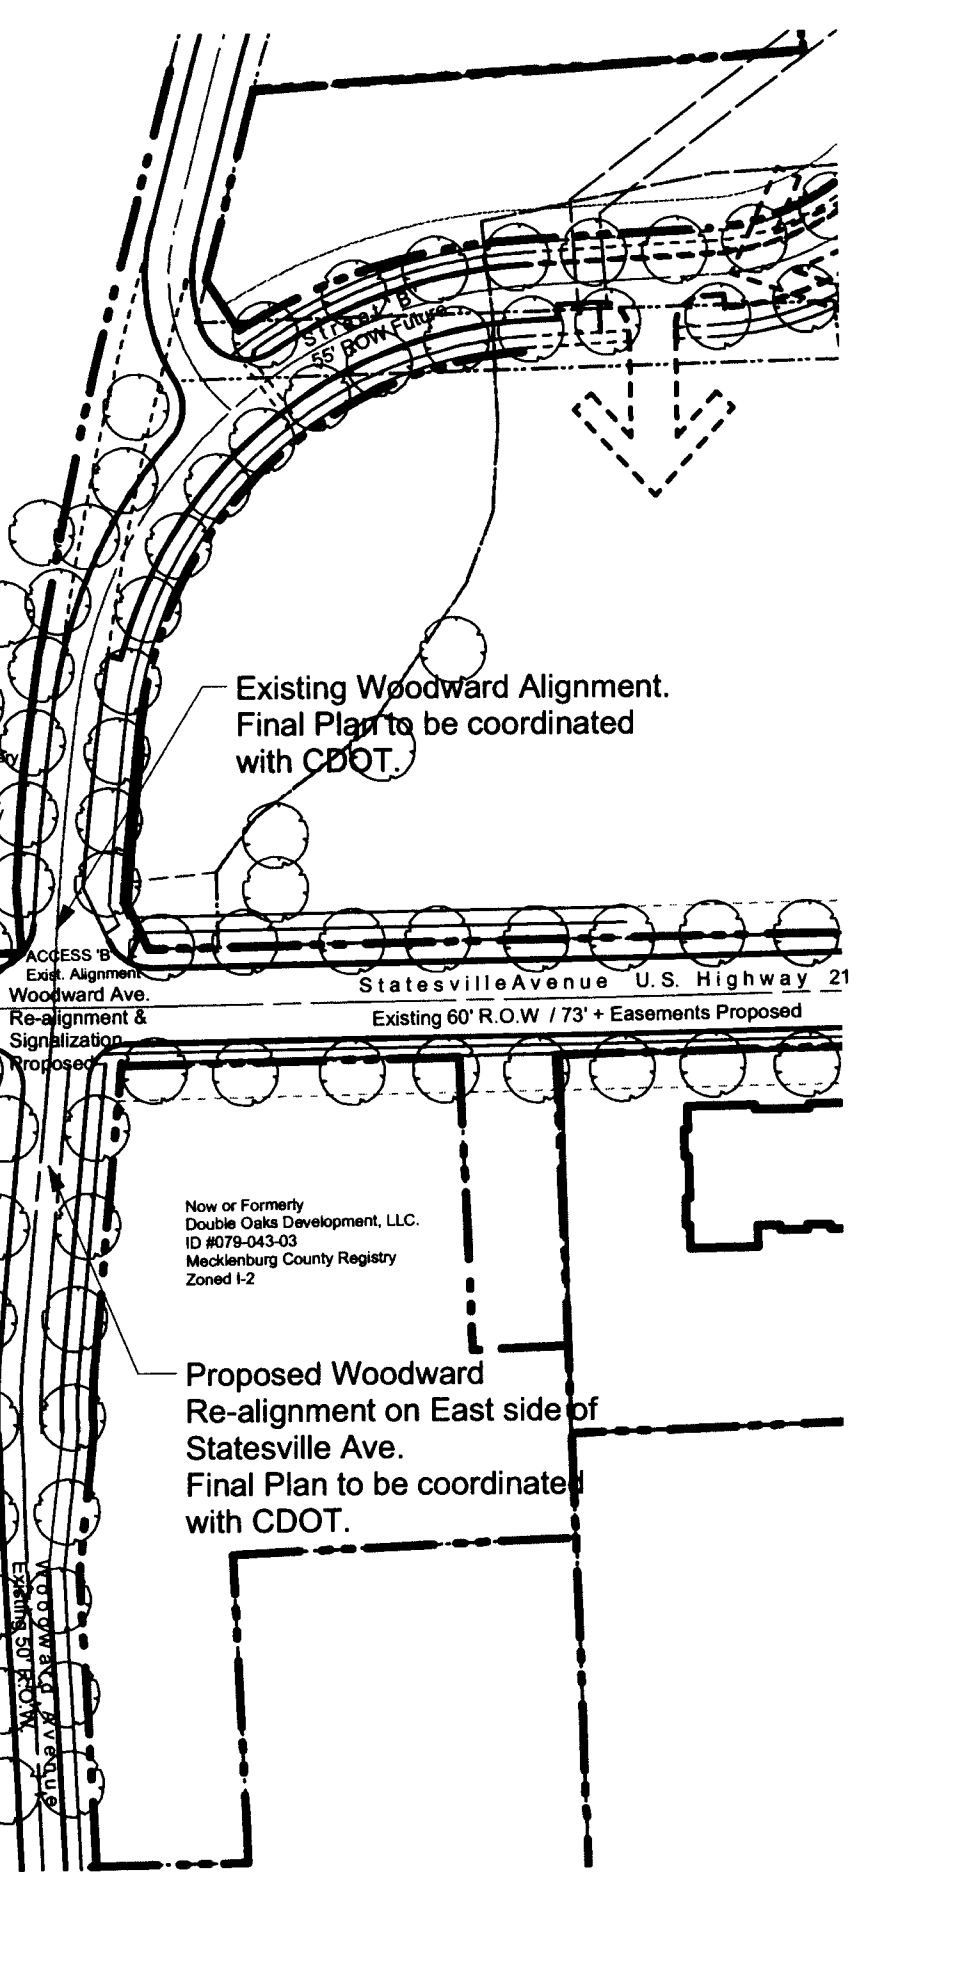 Street 'B'
55' ROW Future
Existing Woodward Alignment.
Final Plan to be coordinated
with CDOT.
ACCESS 'B'
Exist. Alignment
Woodward Ave.
Re-alignment &
Signalization
Proposed
Statesville Avenue U.S. Highway 21
Existing 60' R.O.W / 73' + Easements Proposed
Now or Formerly
Double Oaks Development, LLC.
ID #079-043-03
Mecklenburg County Registry
Zoned I-2
Proposed Woodward
Re-alignment on East side of
Statesville Ave.
Final Plan to be coordinated
with CDOT.
Woodward Avenue
Existing 50' R.O.W.